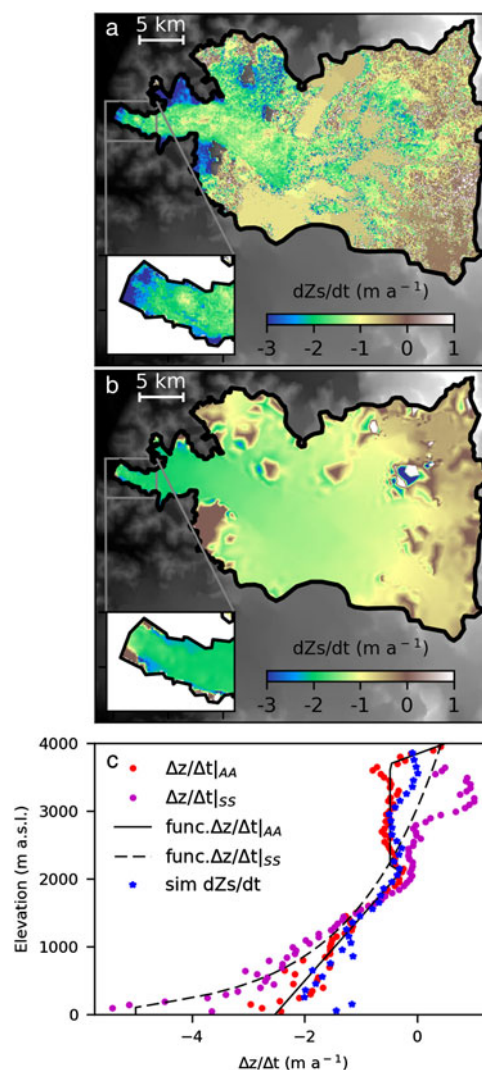 a
5 km
dZs/dt (m a⁻¹)
-3 -2 -1 0 1
b
5 km
dZs/dt (m a⁻¹)
-3 -2 -1 0 1
c
Δz/Δt|AA
Δz/Δt|SS
func.Δz/Δt|AA
func.Δz/Δt|SS
sim dZs/dt
Elevation (m a.s.l.)
4000
3000
2000
1000
0
−4 −2 0
Δz/Δt (m a⁻¹)